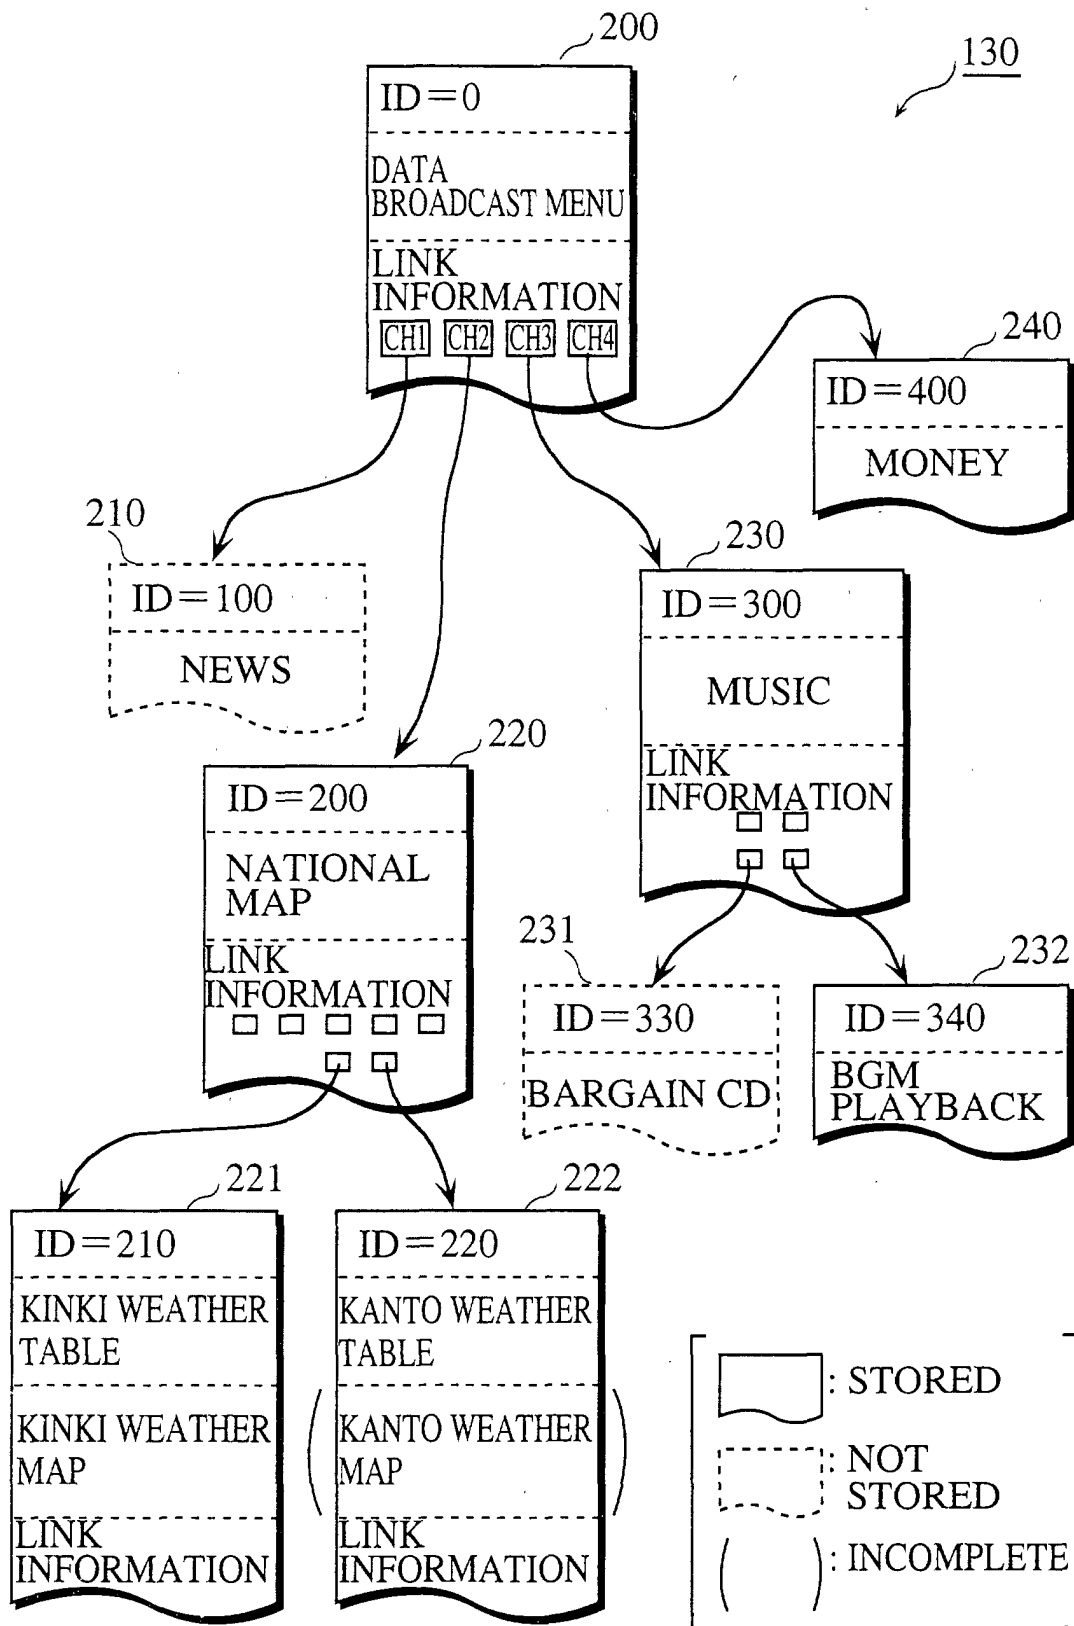 200
130
ID=0
DATA
BROADCAST MENU
LINK
INFORMATION
CH1 CH2 CH3 CH4
240
ID=400
MONEY
210
ID=100
NEWS
230
ID=300
MUSIC
LINK
INFORMATION
220
ID=200
NATIONAL
MAP
LINK
INFORMATION
231
ID=330
BARGAIN CD
232
ID=340
BGM
PLAYBACK
221
ID=210
KINKI WEATHER
TABLE
KINKI WEATHER
MAP
LINK
INFORMATION
222
ID=220
KANTO WEATHER
TABLE
KANTO WEATHER
MAP
LINK
INFORMATION
: STORED
: NOT
STORED
( ) : INCOMPLETE